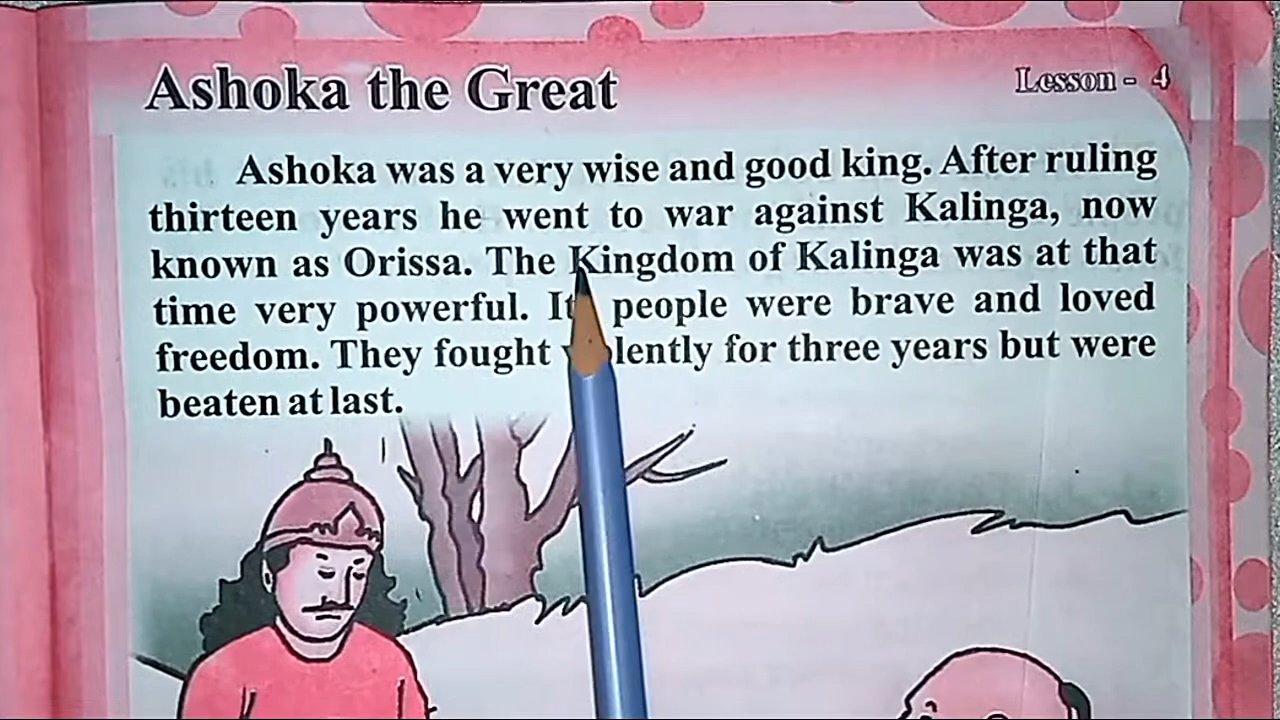 Ashoka the Great
Lesson - 4
Ashoka was a very wise and good king. After ruling
thirteen years he went to war against Kalinga, now
known as Orissa. The Kingdom of Kalinga was at that
time very powerful. people were brave and loved
freedom. They fought for three years but were
beaten at last.